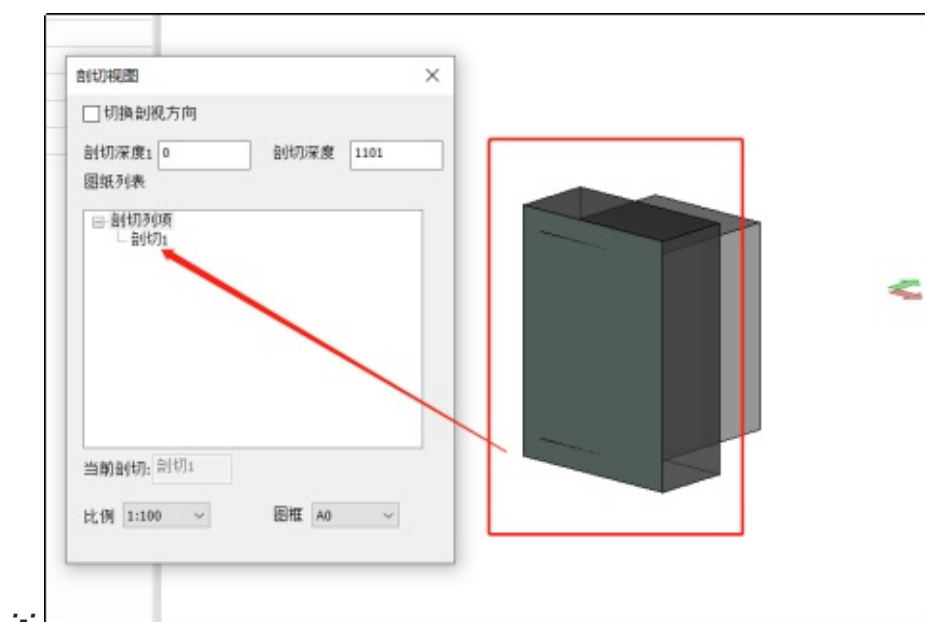 剖切视图
切换剖视方向
剖切深度1 0 剖切深度 1101
图纸列表
剖切列项
剖切1
当前剖切: 剖切1
比例 1:100 图框 A0